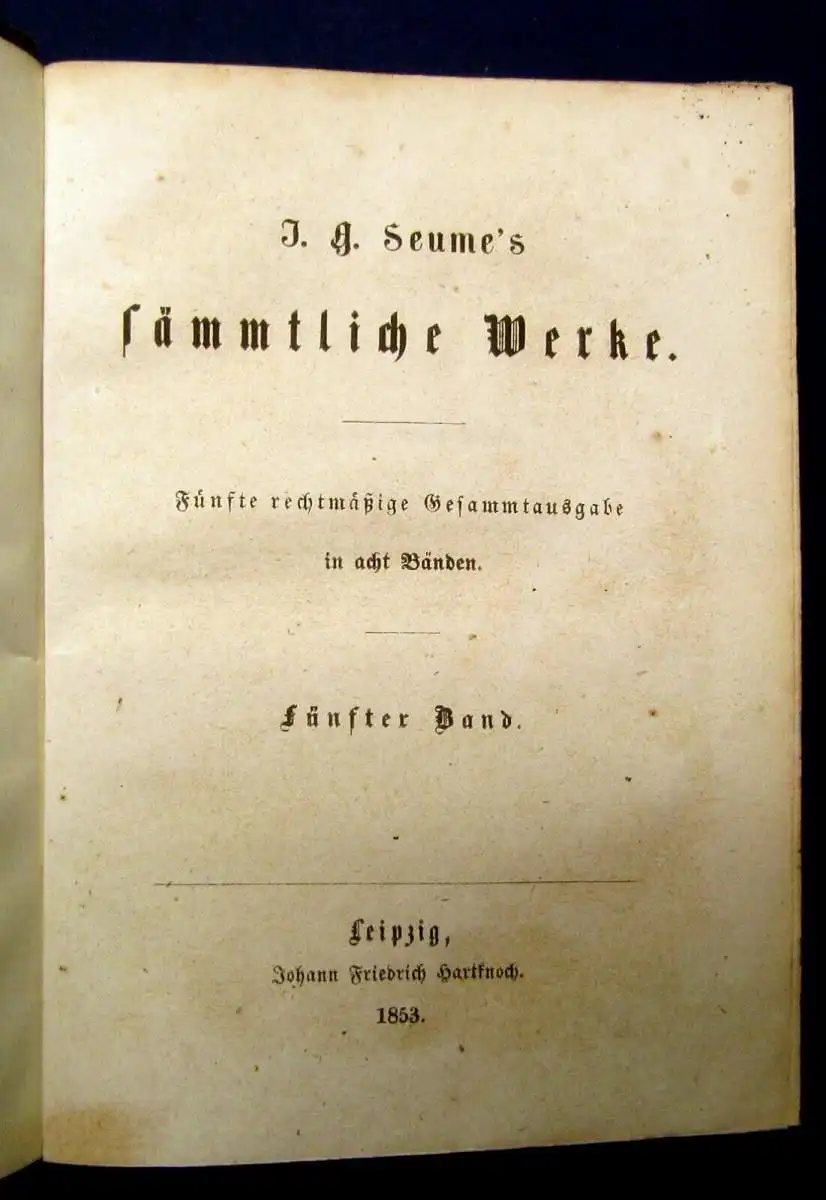 J. G. Seume's
ſämmtliche Werke.
Fünfte rechtmäßige Geſammtausgabe
in acht Bänden.
Fünfter Band.
Leipzig,
Johann Friedrich Hartknoch.
1853.